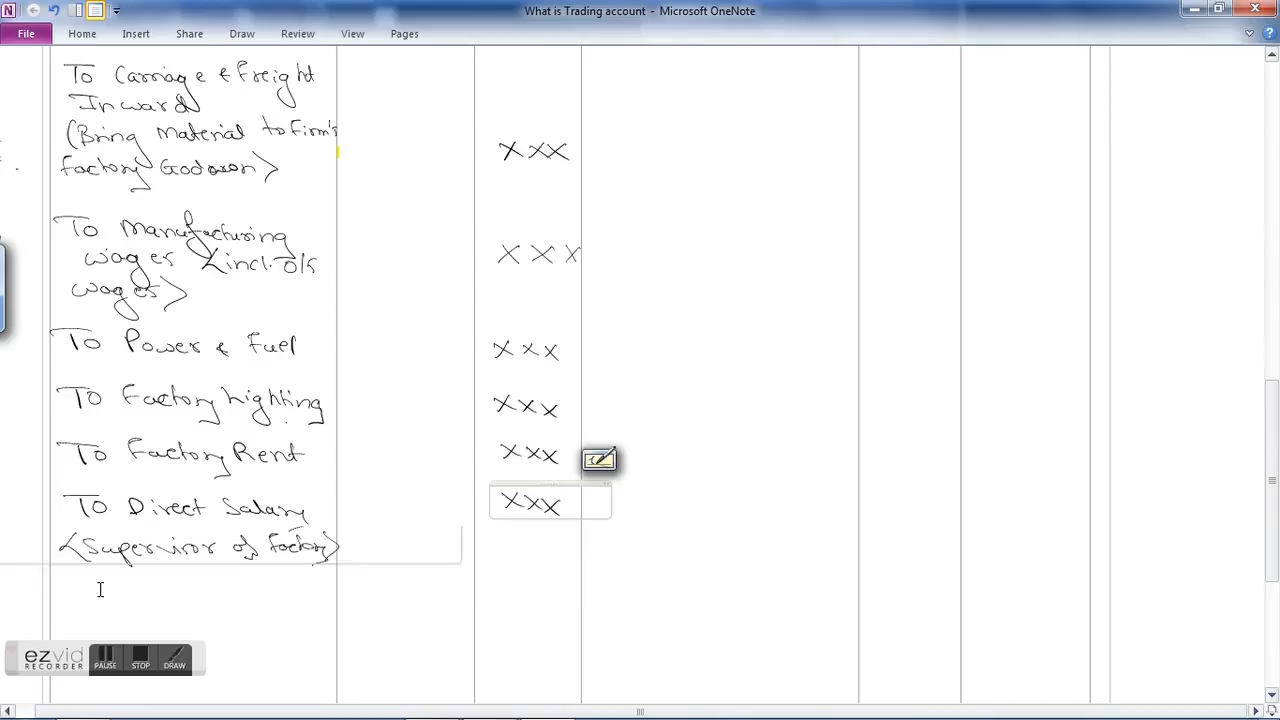 What is Trading account - Microsoft OneNote
File Home Insert Share Draw Review View Pages
To Carriage & Freight
Inward
(Bring Material to Firm's
Factory Godown) XXX
To Manufacturing
wages (incl. O/s
wages) XXX
To Power & Fuel XXX
To Factory Lighting XXX
To Factory Rent XXX
To Direct Salary XXX
(Supervisor of Factory)
ezvid
RECORDER
PAUSE STOP DRAW